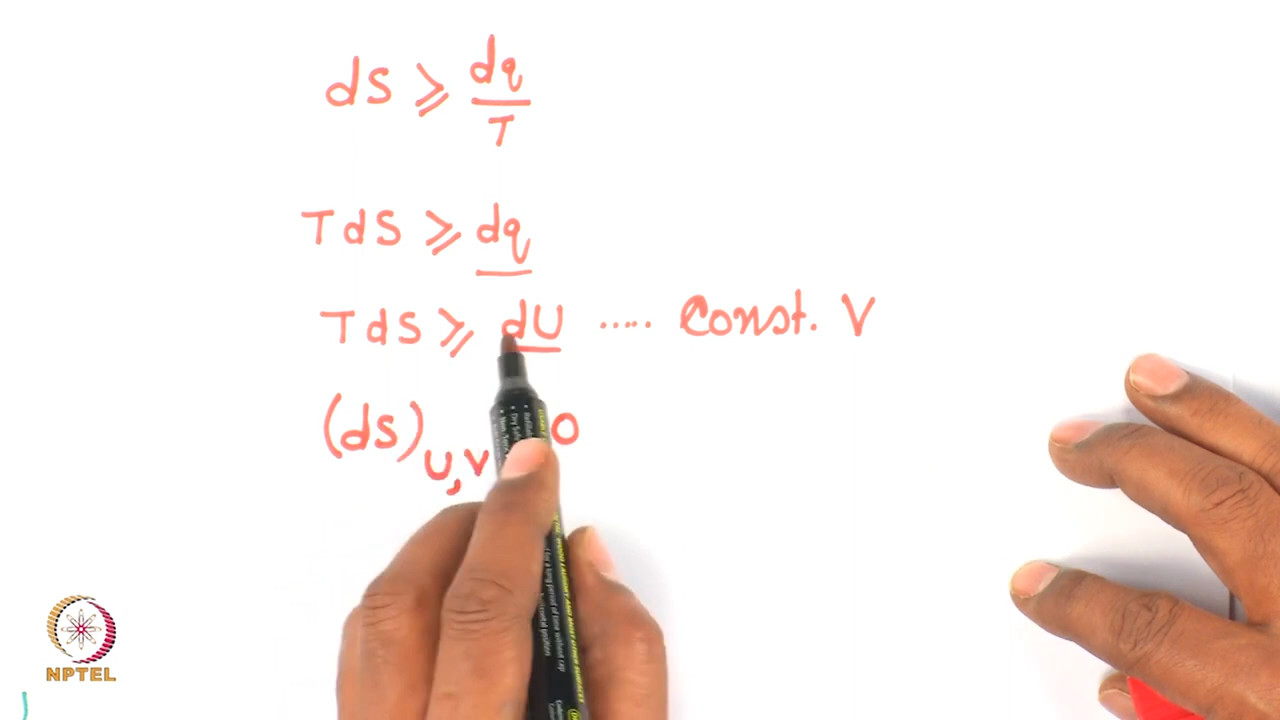 dS ⩾ dq/T
TdS ⩾ dq
TdS ⩾ dU ..... Const. V
(dS)U,V 0
NPTEL